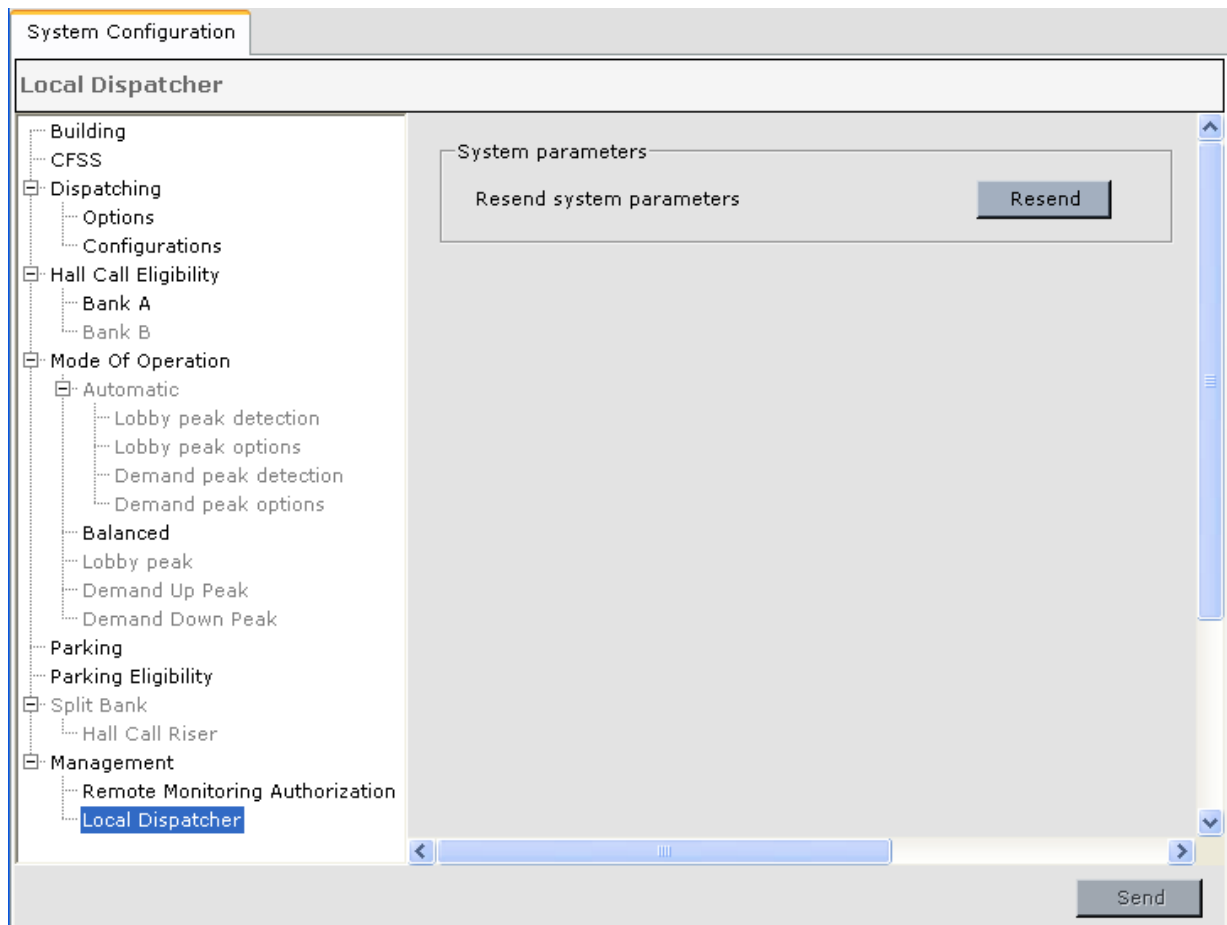 System Configuration
Local Dispatcher
Building
CFSS
Dispatching
Options
Configurations
Hall Call Eligibility
Bank A
Bank B
Mode Of Operation
Automatic
Lobby peak detection
Lobby peak options
Demand peak detection
Demand peak options
Balanced
Lobby peak
Demand Up Peak
Demand Down Peak
Parking
Parking Eligibility
Split Bank
Hall Call Riser
Management
Remote Monitoring Authorization
Local Dispatcher
System parameters
Resend system parameters Resend
Send